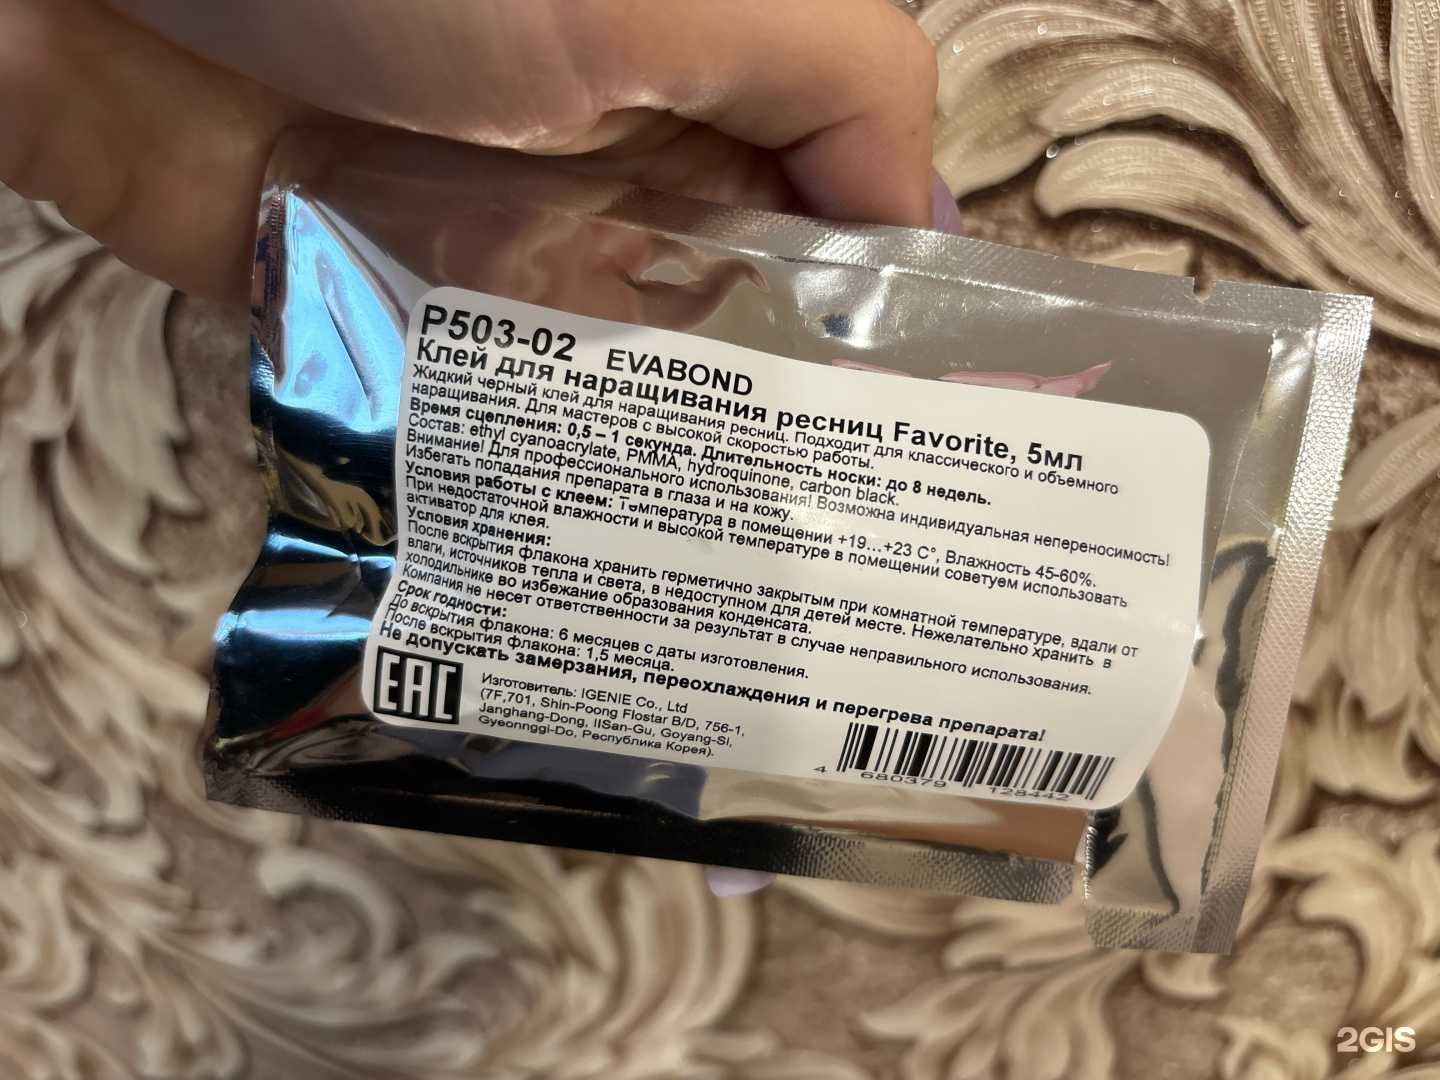 P503-02 EVABOND
Клей для наращивания ресниц Favorite, 5мл
Жидкий черный клей для наращивания ресниц. Подходит для классического и объемного
наращивания. Для мастеров с высокой скоростью работы.
Время сцепления: 0,5 – 1 секунда. Длительность носки: до 8 недель.
Состав: ethyl cyanoacrylate, PMMA, hydroquinone, carbon black.
Внимание! Для профессионального использования! Возможна индивидуальная непереносимость!
Избегать попадания препарата в глаза и на кожу.
Условия работы с клеем: Температура в помещении +19...+23 C°, Влажность 45-60%.
При недостаточной влажности и высокой температуре в помещении советуем использовать
активатор для клея.
Условия хранения:
После вскрытия флакона хранить герметично закрытым при комнатной температуре, вдали от
влаги, источников тепла и света, в недоступном для детей месте. Нежелательно хранить в
холодильнике во избежание образования конденсата.
Компания не несет ответственности за результат в случае неправильного использования.
Срок годности:
До вскрытия флакона: 6 месяцев с даты изготовления.
После вскрытия флакона: 1,5 месяца.
Не допускать замерзания, переохлаждения и перегрева препарата!
EAC
Изготовитель: IGENIE Co., Ltd
(7F,701, Shin-Poong Flostar B/D, 756-1,
Janghang-Dong, IlSan-Gu, Goyang-Si,
Gyeonnggi-Do, Республика Корея).
4 680379 128442
2GIS